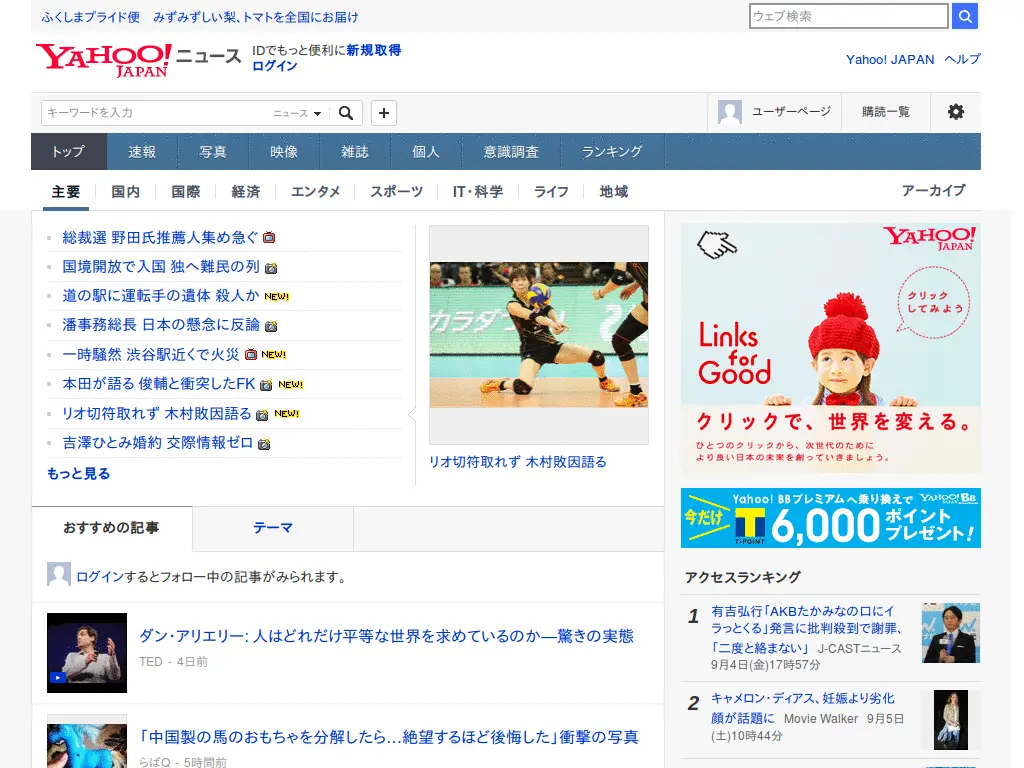 ふくしまプライド便 みずみずしい梨、トマトを全国にお届け
ウェブ検索
YAHOO! JAPAN ニュース
IDでもっと便利に新規取得
ログイン
Yahoo! JAPAN ヘルプ
キーワードを入力 ニュース
ユーザーページ 購読一覧
トップ 速報 写真 映像 雑誌 個人 意識調査 ランキング
主要 国内 国際 経済 エンタメ スポーツ IT・科学 ライフ 地域 アーカイブ
総裁選 野田氏推薦人集め急ぐ
国境開放で入国 独へ難民の列
道の駅に運転手の遺体 殺人か NEW!
潘事務総長 日本の懸念に反論
一時騒然 渋谷駅近くで火災 NEW!
本田が語る 俊輔と衝突したFK NEW!
リオ切符取れず 木村敗因語る NEW!
吉澤ひとみ婚約 交際情報ゼロ
もっと見る
カラダ
リオ切符取れず 木村敗因語る
YAHOO!
JAPAN
クリック
してみよう
Links
for
Good
クリックで、世界を変える。
ひとつのクリックから、次世代のために
より良い日本の未来を創っていきましょう。
今だけ
Yahoo! BBプレミアムへ乗り換えで YAHOO! BB
T-POINT 6,000ポイント
プレゼント!
おすすめの記事 テーマ
ログインするとフォロー中の記事がみられます。
ダン・アリエリー: 人はどれだけ平等な世界を求めているのか―驚きの実態
TED - 4日前
「中国製の馬のおもちゃを分解したら…絶望するほど後悔した」衝撃の写真
らばQ - 5時間前
アクセスランキング
1 有吉弘行「AKBたかみなの口にイ
ラっとくる」発言に批判殺到で謝罪、
「二度と絡まない」 J-CASTニュース
9月4日(金)17時57分
2 キャメロン・ディアス、妊娠より劣化
顔が話題に Movie Walker 9月5日
(土)10時44分